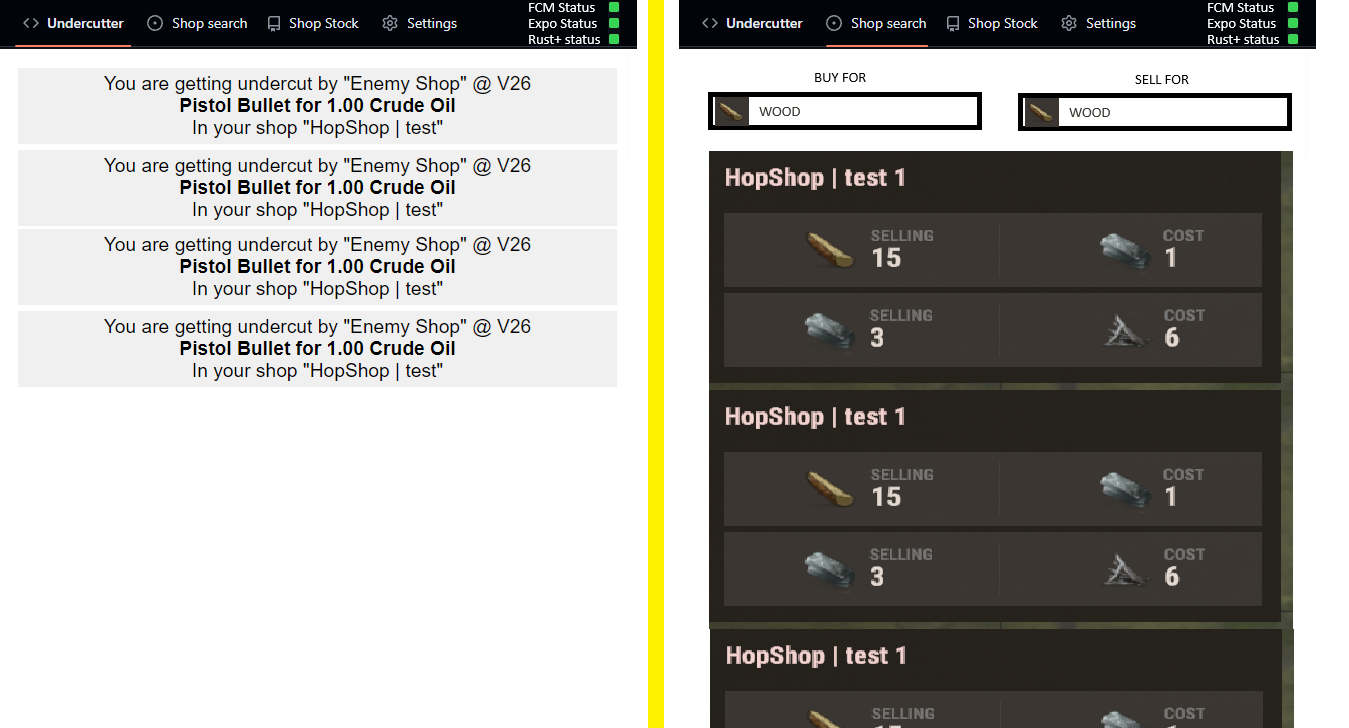 Undercutter Shop search Shop Stock Settings
FCM Status
Expo Status
Rust+ status
You are getting undercut by "Enemy Shop" @ V26
Pistol Bullet for 1.00 Crude Oil
In your shop "HopShop | test"
You are getting undercut by "Enemy Shop" @ V26
Pistol Bullet for 1.00 Crude Oil
In your shop "HopShop | test"
You are getting undercut by "Enemy Shop" @ V26
Pistol Bullet for 1.00 Crude Oil
In your shop "HopShop | test"
You are getting undercut by "Enemy Shop" @ V26
Pistol Bullet for 1.00 Crude Oil
In your shop "HopShop | test"
Undercutter Shop search Shop Stock Settings
FCM Status
Expo Status
Rust+ status
BUY FOR SELL FOR
WOOD WOOD
HopShop | test 1
SELLING COST
15 1
SELLING COST
3 6
HopShop | test 1
SELLING COST
15 1
SELLING COST
3 6
HopShop | test 1
SELLING COST